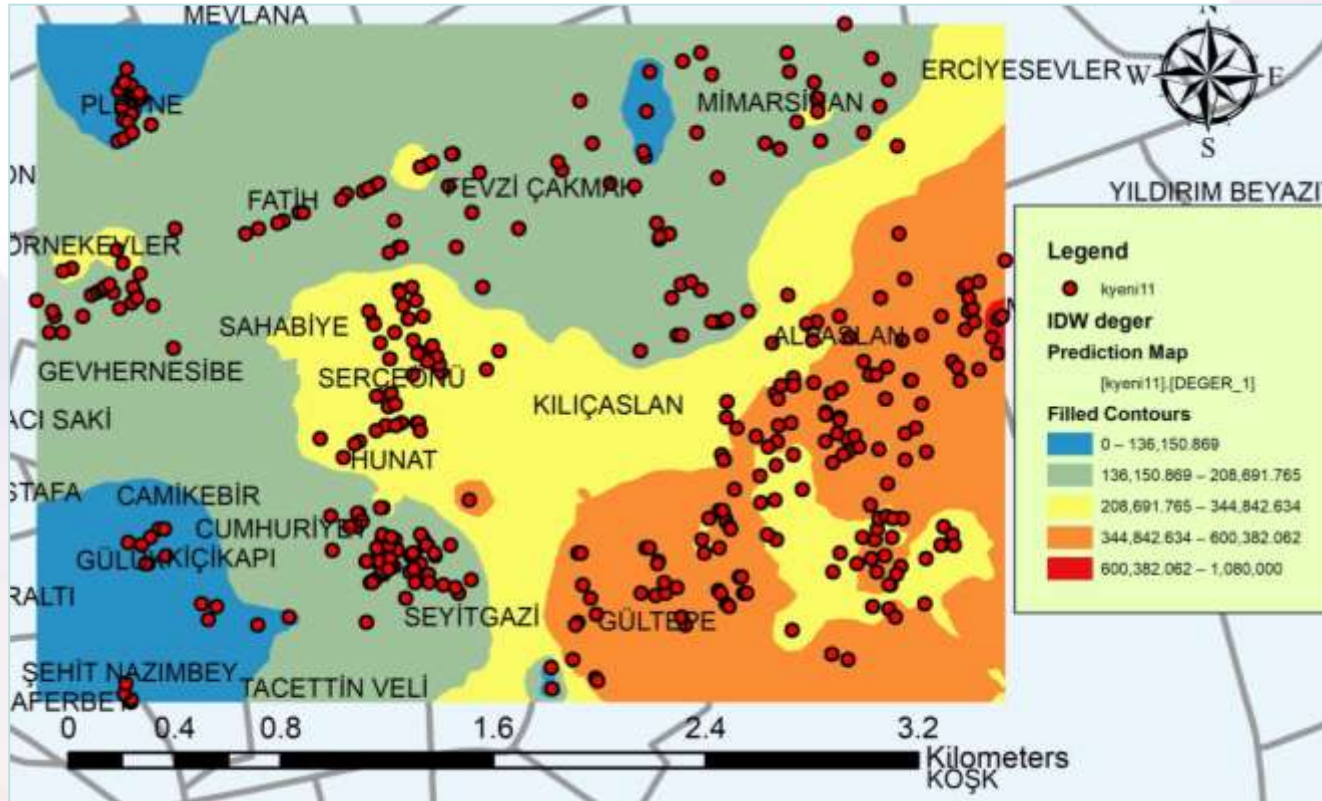 MEVLANA
N
ERCİYESEVLER
W
E
S
PLEVNE
MİMARSİNAN
ON
YILDIRIM BEYAZI
FATİH
FEVZİ ÇAKMAK
ÖRNEKEVLER
Legend
kyeni11
IDW deger
Prediction Map
[kyeni11].[DEGER_1]
Filled Contours
0 – 136,150.869
136,150.869 – 208,691.765
208,691.765 – 344,842.634
344,842.634 – 600,382.062
600,382.062 – 1,080,000
SAHABİYE
ALPASLAN
GEVHERNESİBE
SERÇEÖNÜ
KILIÇASLAN
ACI SAKİ
HUNAT
STAFA
CAMİKEBİR
CUMHURİYET
GÜLÜK
KİÇİKAPI
RALTI
SEYİTGAZİ
GÜLTEPE
ŞEHİT NAZIMBEY
AFERBEY
TACETTİN VELİ
0 0.4 0.8 1.6 2.4 3.2
Kilometers
KÖŞK